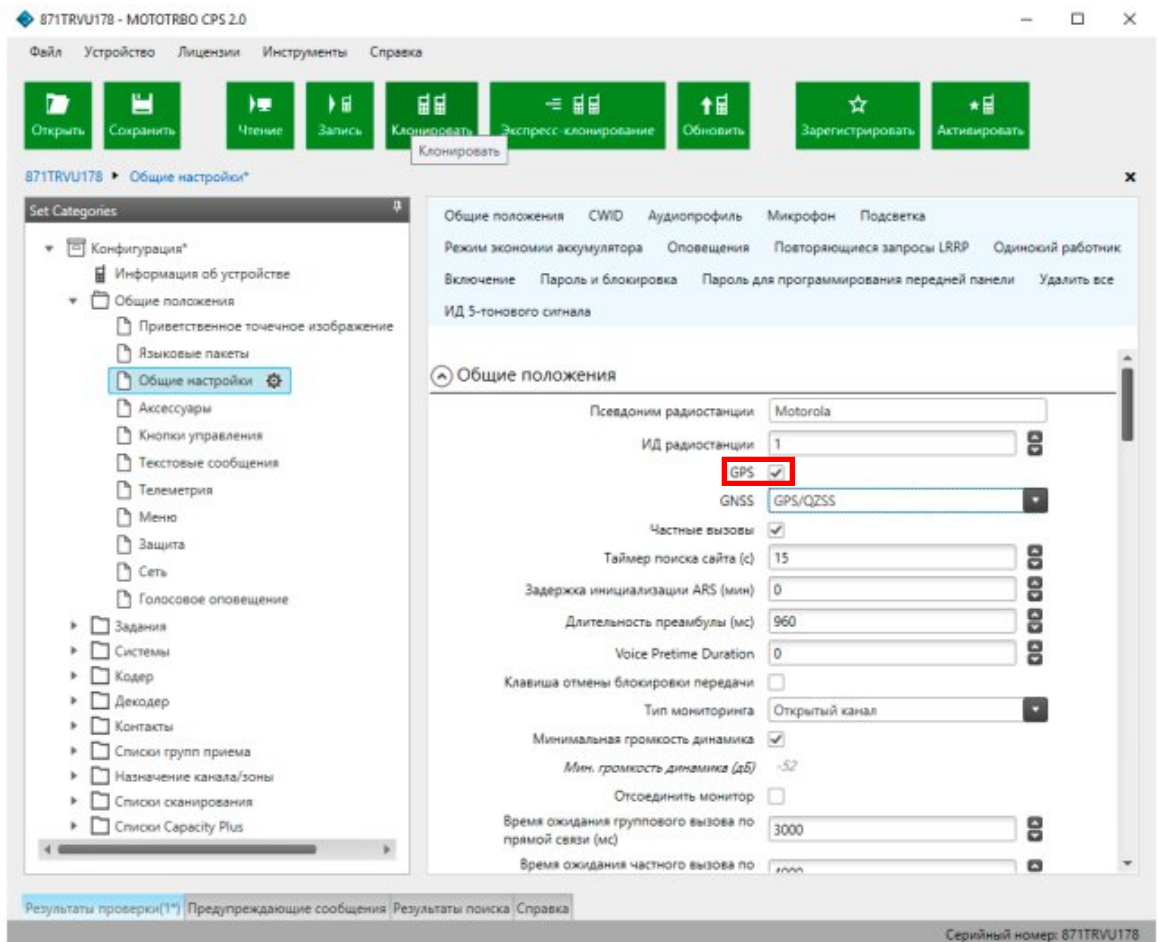 871TRVU178 - MOTOTRBO CPS 2.0
Файл Устройство Лицензии Инструменты Справка
Открыть Сохранить Чтение Запись Клонировать Экспресс-клонирование Обновить Зарегистрировать Активировать
Клонировать
871TRVU178 Общие настройки*
Set Categories
Конфигурация*
Информация об устройстве
Общие положения
Приветственное точечное изображение
Языковые пакеты
Общие настройки
Аксессуары
Кнопки управления
Текстовые сообщения
Телеметрия
Меню
Защита
Сеть
Голосовое оповещение
Задания
Системы
Кодер
Декодер
Контакты
Списки групп приема
Назначение канала/зоны
Списки сканирования
Списки Capacity Plus
Общие положения CWID Аудиопрофиль Микрофон Подсветка
Режим экономии аккумулятора Оповещения Повторяющиеся запросы LRRP Одинокий работник
Включение Пароль и блокировка Пароль для программирования передней панели Удалить все
ИД 5-тонового сигнала
Общие положения
Псевдоним радиостанции Motorola
ИД радиостанции 1
GPS
GNSS GPS/QZSS
Частные вызовы
Таймер поиска сайта (с) 15
Задержка инициализации ARS (мин) 0
Длительность преамбулы (мс) 960
Voice Pretime Duration 0
Клавиша отмены блокировки передачи
Тип мониторинга Открытый канал
Минимальная громкость динамика
Мин. громкость динамика (дБ) -52
Отсоединить монитор
Время ожидания группового вызова по
прямой связи (мс) 3000
Время ожидания частного вызова по 4000
Результаты проверки(1*) Предупреждающие сообщения Результаты поиска Справка
Серийный номер: 871TRVU178